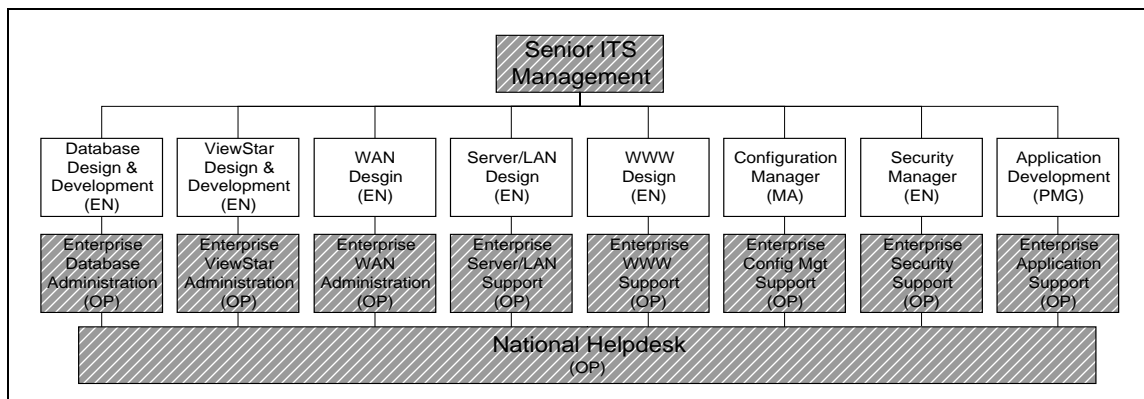 Senior ITS
Management
Database
Design &
Development
(EN)
ViewStar
Design &
Development
(EN)
WAN
Desgin
(EN)
Server/LAN
Design
(EN)
WWW
Design
(EN)
Configuration
Manager
(MA)
Security
Manager
(EN)
Application
Development
(PMG)
Enterprise
Database
Administration
(OP)
Enterprise
ViewStar
Administration
(OP)
Enterprise
WAN
Administration
(OP)
Enterprise
Server/LAN
Support
(OP)
Enterprise
WWW
Support
(OP)
Enterprise
Config Mgt
Support
(OP)
Enterprise
Security
Support
(OP)
Enterprise
Application
Support
(OP)
National Helpdesk
(OP)